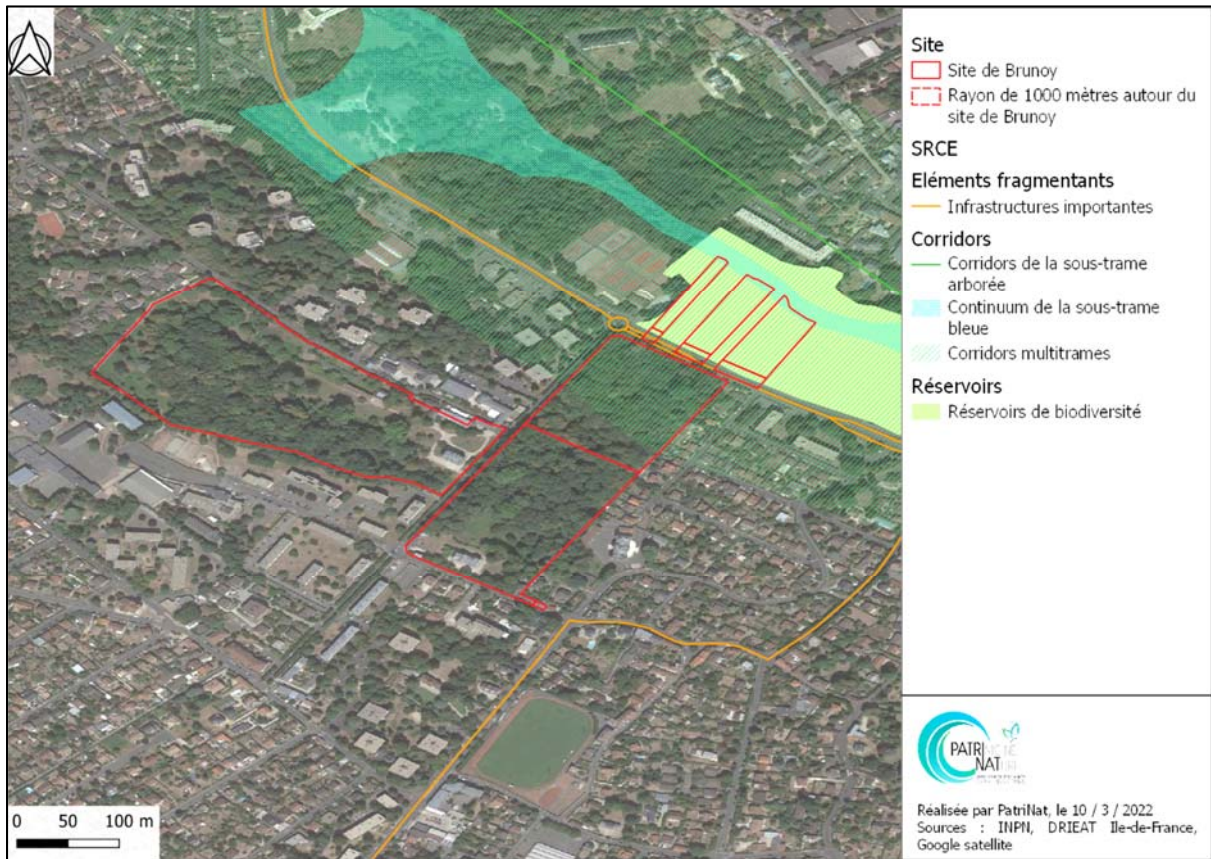 Site
Site de Brunoy
Rayon de 1000 mètres autour du
site de Brunoy
SRCE
Eléments fragmentants
Infrastructures importantes
Corridors
Corridors de la sous-trame
arborée
Continuum de la sous-trame
bleue
Corridors multitrames
Réservoirs
Réservoirs de biodiversité
PATRI
NAT
Réalisée par PatriNat, le 10 / 3 / 2022
Sources : INPN, DRIEAT Ile-de-France,
Google satellite
0 50 100 m